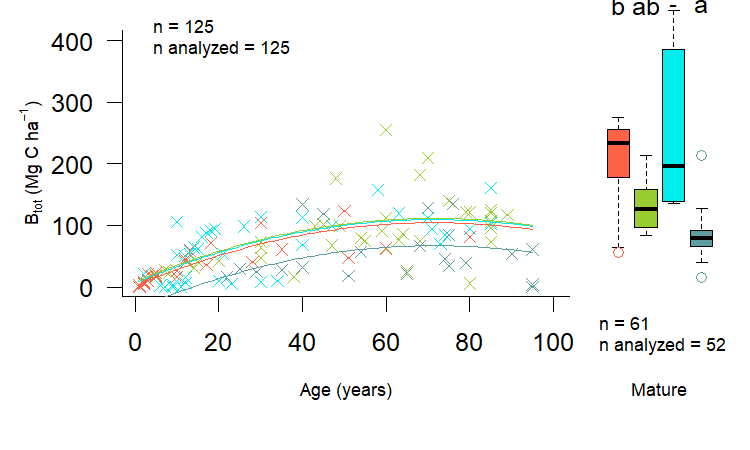 b ab - a
n = 125
n analyzed = 125
400
300
200
100
0
B_tot (Mg C ha⁻¹)
0 20 40 60 80 100
Age (years)
n = 61
n analyzed = 52
Mature